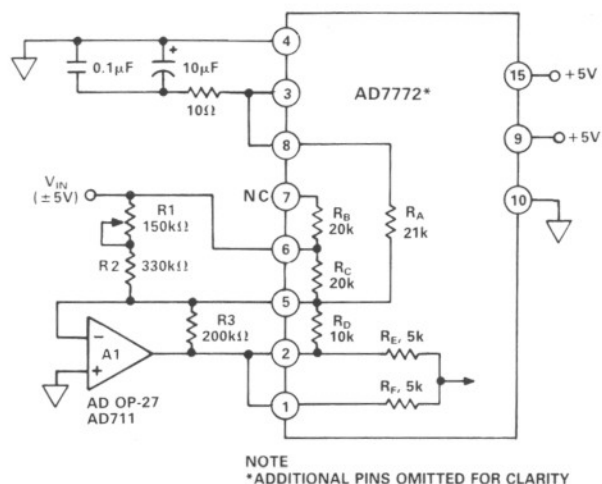 4
0.1μF
10μF
+
10Ω
3
8
AD7772*
15
+5V
9
+5V
10
VIN
(±5V)
R1
150kΩ
R2
330kΩ
NC
7
RB
20k
RA
21k
6
RC
20k
5
RD
10k
R3
200kΩ
2
RE, 5k
RF, 5k
1
−
A1
+
AD OP-27
AD711
NOTE
*ADDITIONAL PINS OMITTED FOR CLARITY